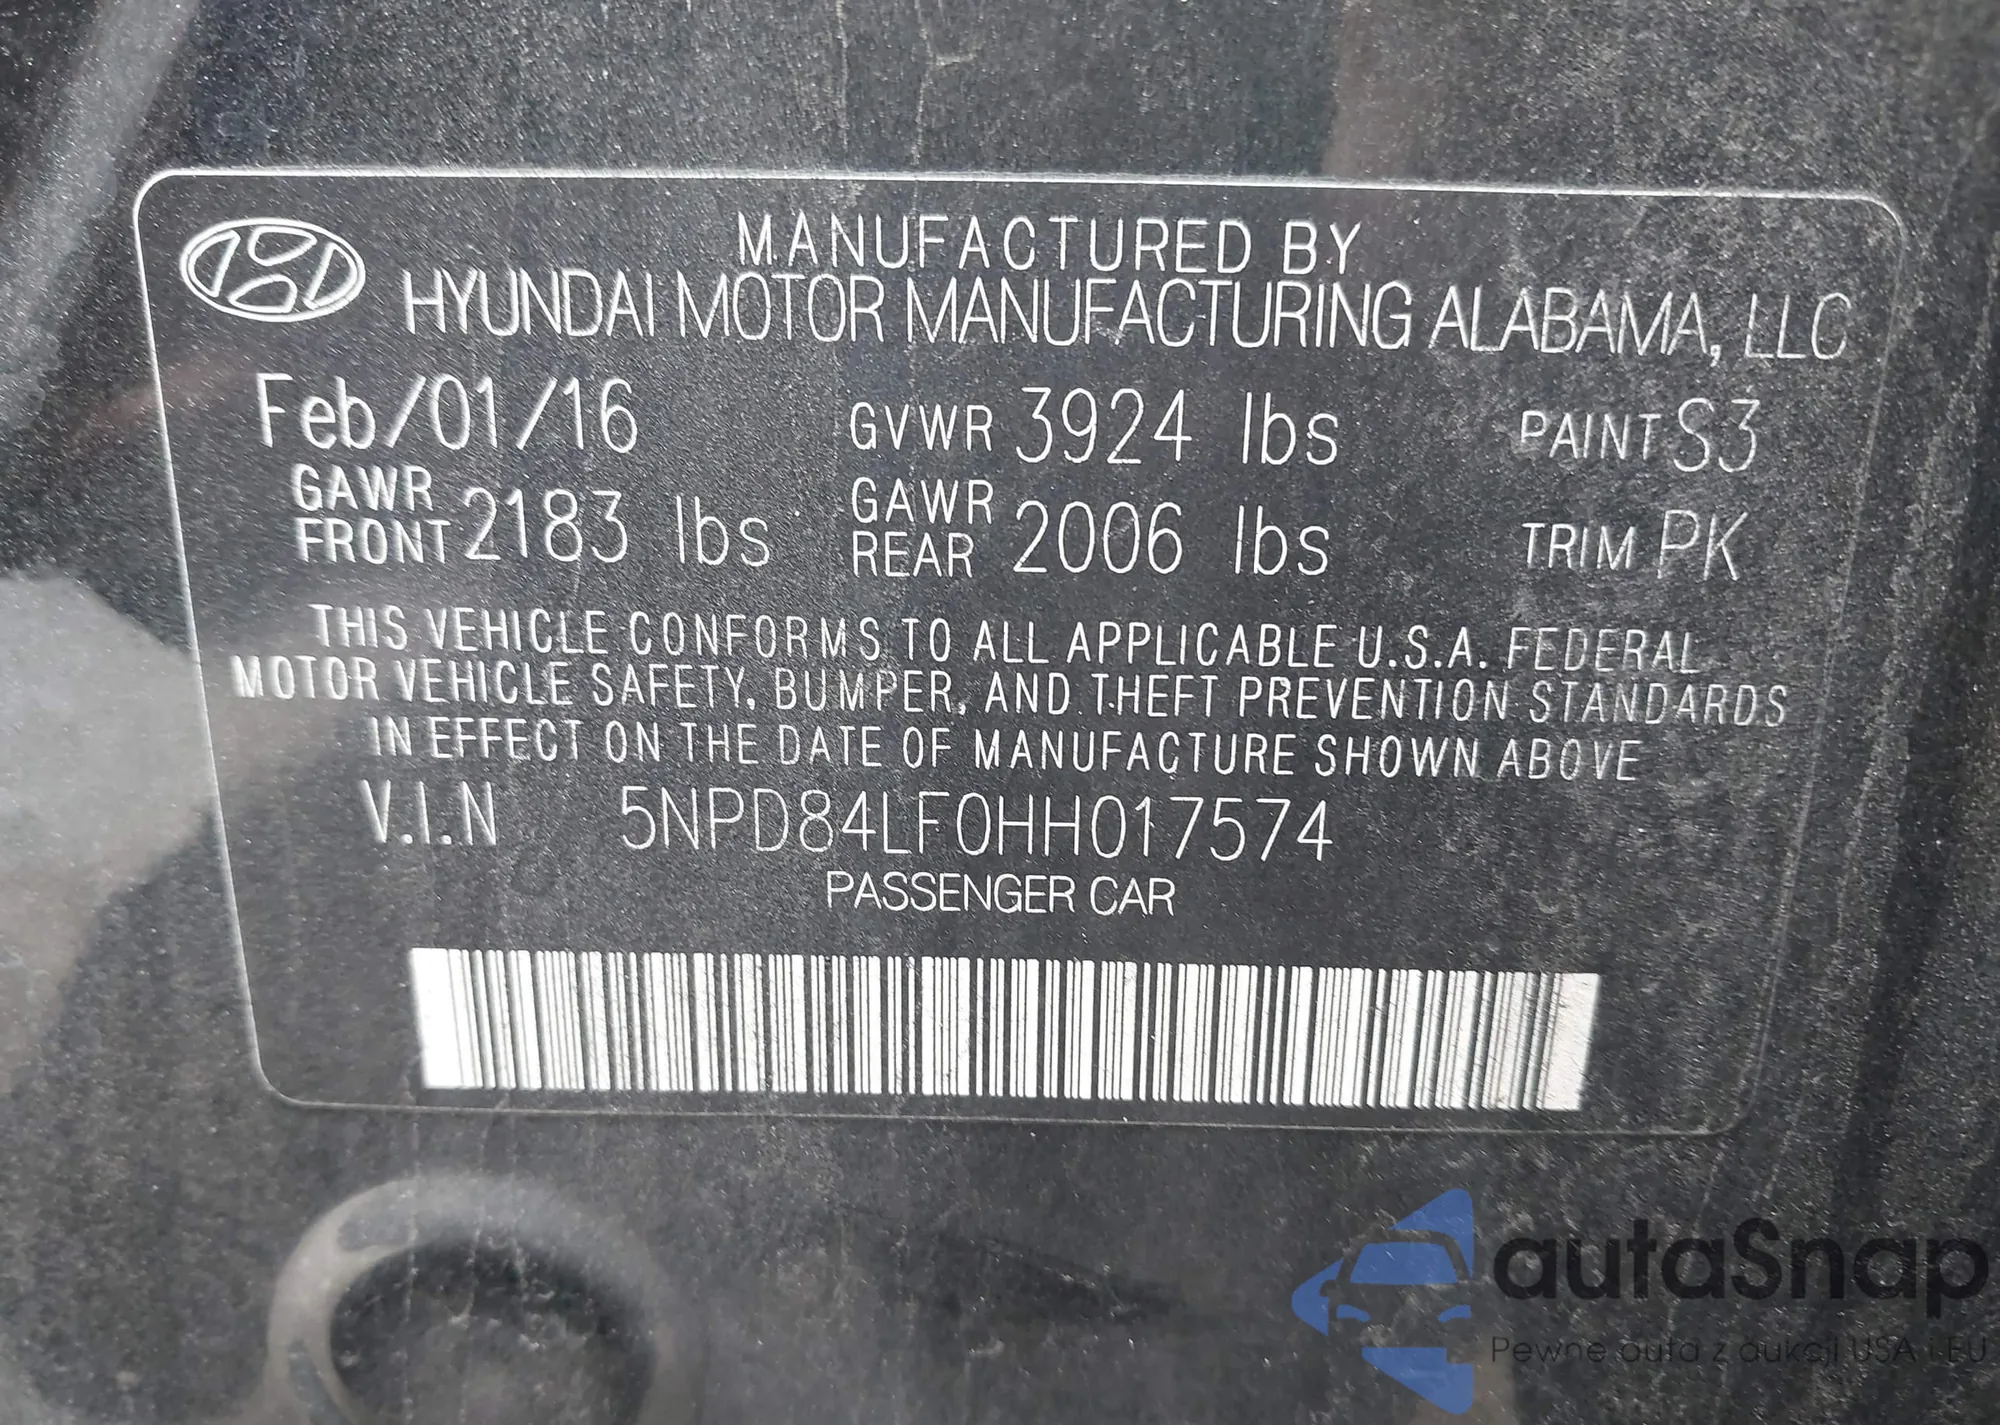 MANUFACTURED BY
HYUNDAI MOTOR MANUFACTURING ALABAMA, LLC
Feb/01/16 GVWR 3924 lbs PAINT S3
GAWR FRONT 2183 lbs GAWR REAR 2006 lbs TRIM PK
THIS VEHICLE CONFORMS TO ALL APPLICABLE U.S.A. FEDERAL
MOTOR VEHICLE SAFETY, BUMPER, AND THEFT PREVENTION STANDARDS
IN EFFECT ON THE DATE OF MANUFACTURE SHOWN ABOVE
V.I.N 5NPD84LF0HH017574
PASSENGER CAR
autaSnap
Pewne auta z aukcji USA i EU